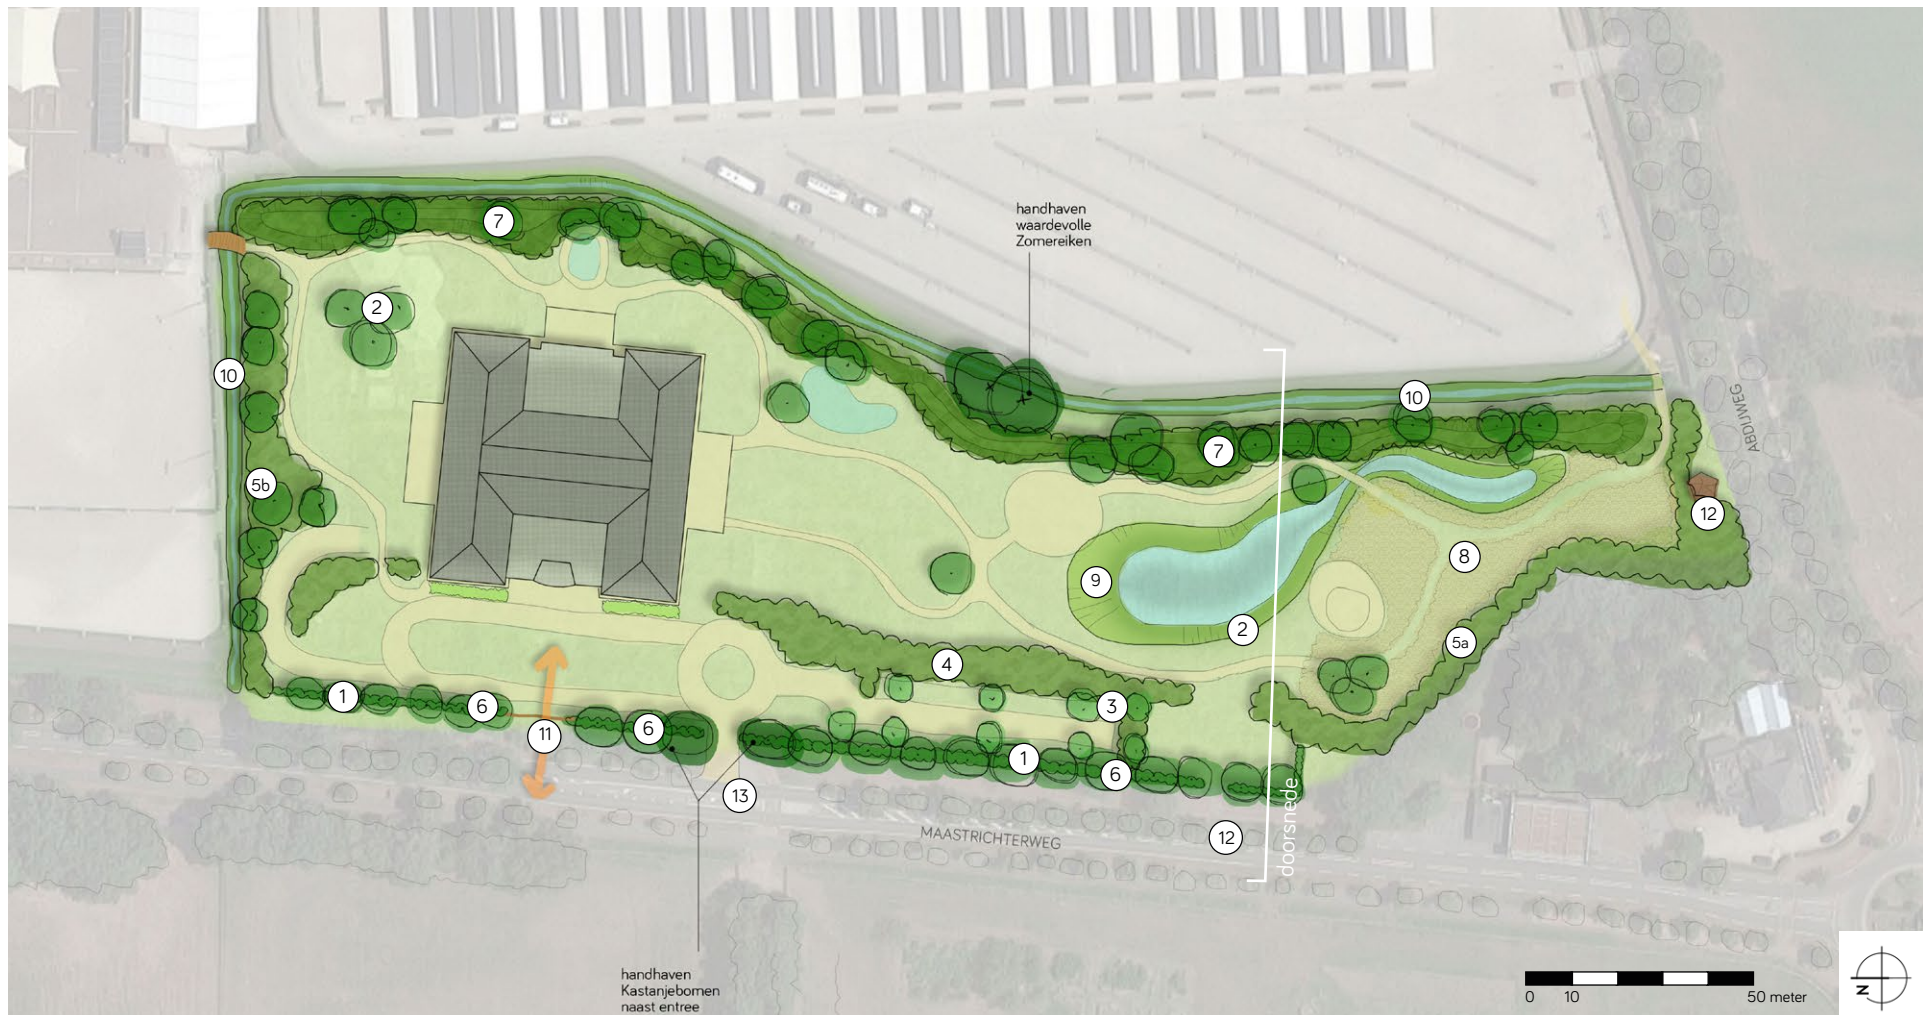 handhaven
waardevolle
Zomereiken
7
2
10
10
ABDIJWEG
5b
7
12
8
9
2
5a
4
1
6
3
11
6
1
6
13
doorsnede
MAASTRICHTERWEG
12
handhaven
Kastanjebomen
naast entree
0 10 50 meter
N